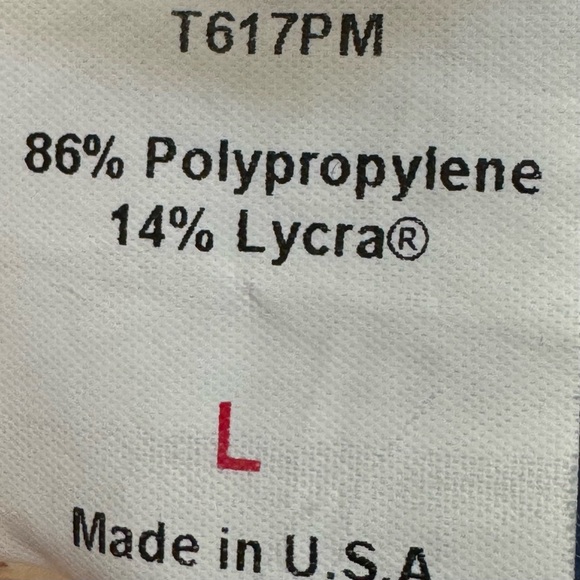 T617PM
86% Polypropylene
14% Lycra®
L
Made in U.S.A